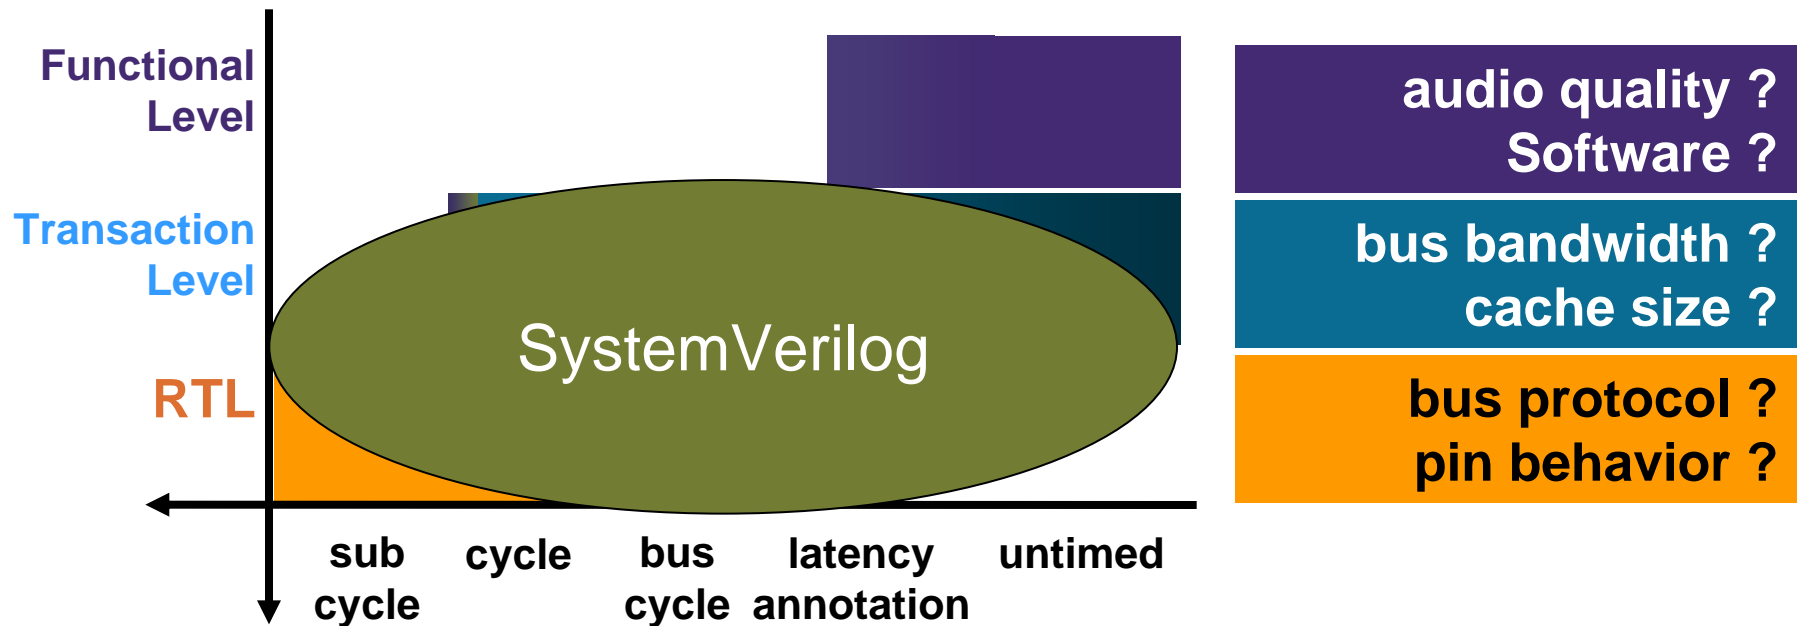 Functional
Level
audio quality ?
Software ?
Transaction
Level
bus bandwidth ?
cache size ?
SystemVerilog
RTL
bus protocol ?
pin behavior ?
sub
cycle
cycle
bus
cycle
latency
annotation
untimed